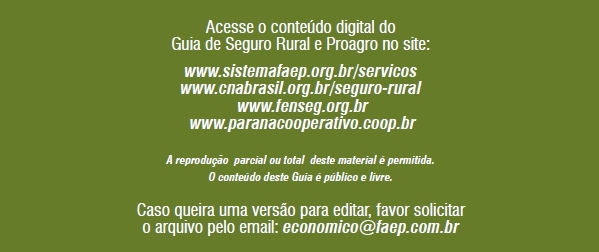 Acesse o conteúdo digital do
Guia de Seguro Rural e Proagro no site:
www.sistemafaep.org.br/servicos
www.cnabrasil.org.br/seguro-rural
www.fenseg.org.br
www.paranacooperativo.coop.br
A reprodução parcial ou total deste material é permitida.
O conteúdo deste Guia é público e livre.
Caso queira uma versão para editar, favor solicitar
o arquivo pelo email: economico@faep.com.br